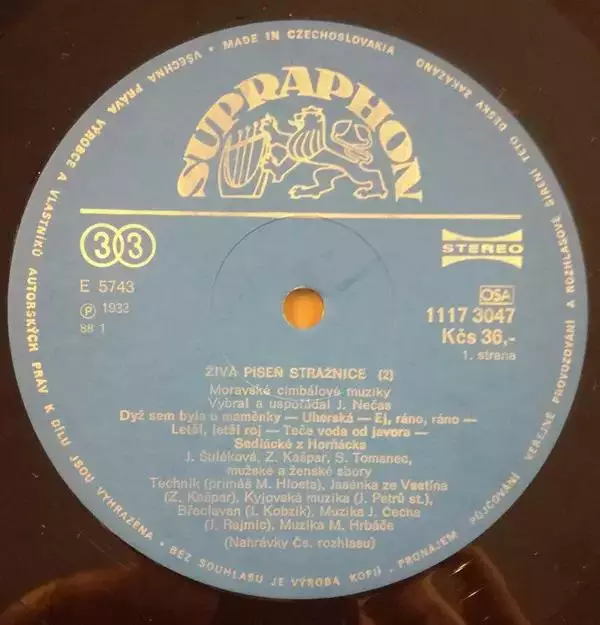 VŠECHNA PRÁVA VÝROBCE A VLASTNÍKŮ AUTORSKÝCH PRÁV K DÍLU JSOU VYHRAŽENA • BEZ SOUHLASU JE VÝROBA KOPIÍ, PRONÁJEM, PŮJČOVÁNÍ, VEŘEJNÉ PROVOZOVÁNÍ A ROZHLASOVÉ ŠÍŘENÍ TÉTO DESKY ZAKÁZÁNO
• MADE IN CZECHOSLOVAKIA •
SUPRAPHON
33
STEREO
E 5743
Ⓟ 1983
88 1
OSA
1117 3047
Kčs 36,-
1. strana
ŽIVÁ PÍSEŇ STRÁŽNICE (2)
Moravské cimbálové muziky
Vybral a uspořádal J. Nečas
Dyž sem byla u maměnky — Uherská — Ej, ráno, ráno —
Letěl, letěl roj — Teče voda od javora —
Sedlácké z Horňácka
J. Šuláková, Z. Kašpar, S. Tomanec,
mužské a ženské sbory
Technik (primáš M. Hlosta), Jasénka ze Vsetína
(Z. Kašpar), Kyjovská muzika (J. Petrů st.),
Břeclavan (J. Kobzík), Muzika J. Čecha
(J. Rajmic), Muzika M. Hrbáče
(Nahrávky Čs. rozhlasu)